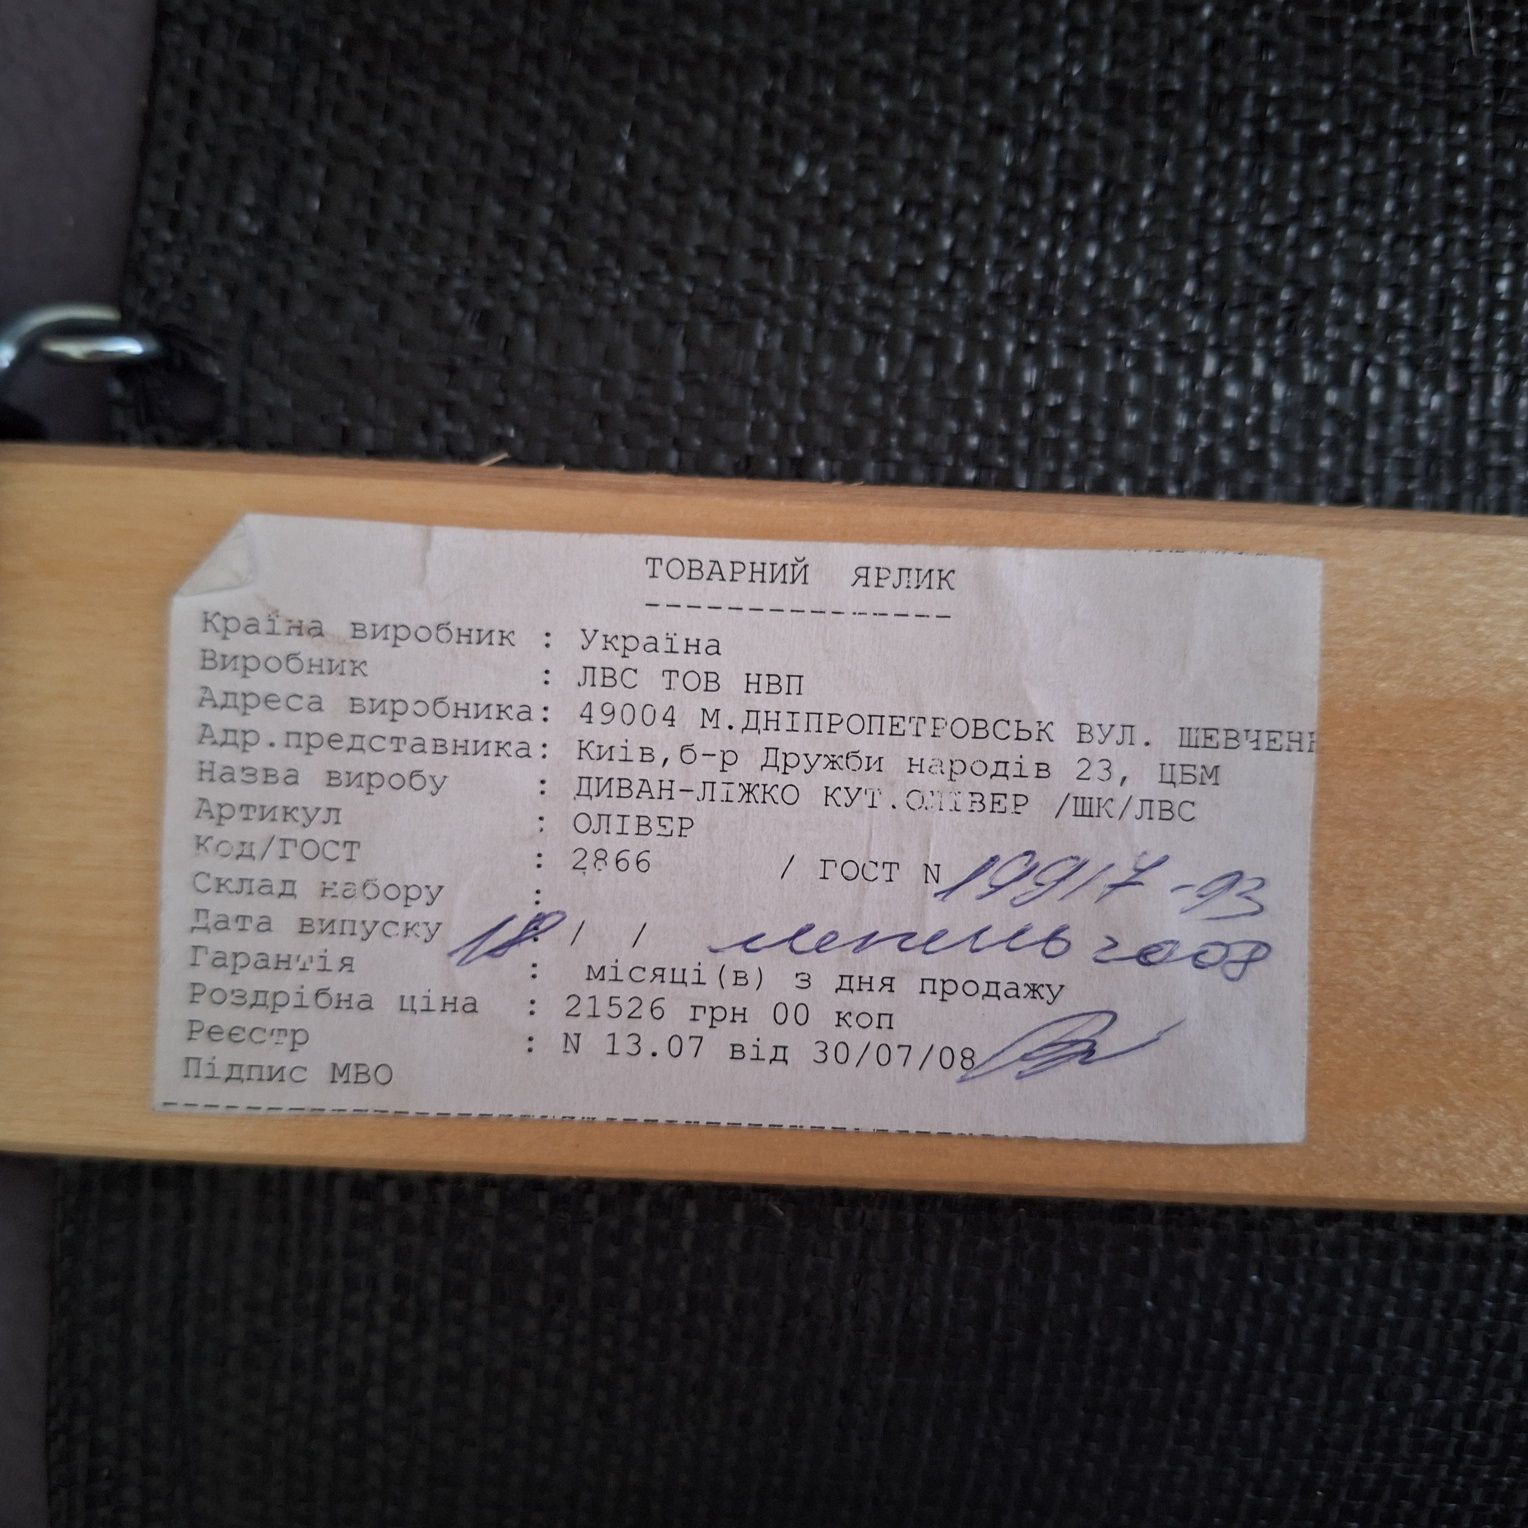 ТОВАРНИЙ ЯРЛИК
----------------
Країна виробник : Україна
Виробник : ЛВС ТОВ НВП
Адреса виробника: 49004 М.ДНІПРОПЕТРОВСЬК ВУЛ. ШЕВЧЕН
Адр.представника: Київ,б-р Дружби народів 23, ЦБМ
Назва виробу : ДИВАН-ЛІЖКО КУТ.ОЛІВЕР /ШК/ЛВС
Артикул : ОЛІВЕР
Код/ГОСТ : 2866 / ГОСТ N 19917-93
Склад набору :
Дата випуску : / / липень 2008
Гарантія 18 : місяці(в) з дня продажу
Роздрібна ціна : 21526 грн 00 коп
Реєстр : N 13.07 від 30/07/08
Підпис МВО